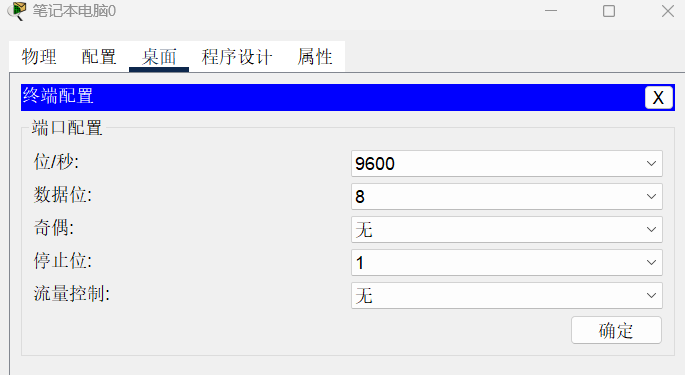 笔记本电脑0
物理 配置 桌面 程序设计 属性
终端配置 X
端口配置
位/秒: 9600
数据位: 8
奇偶: 无
停止位: 1
流量控制: 无
确定